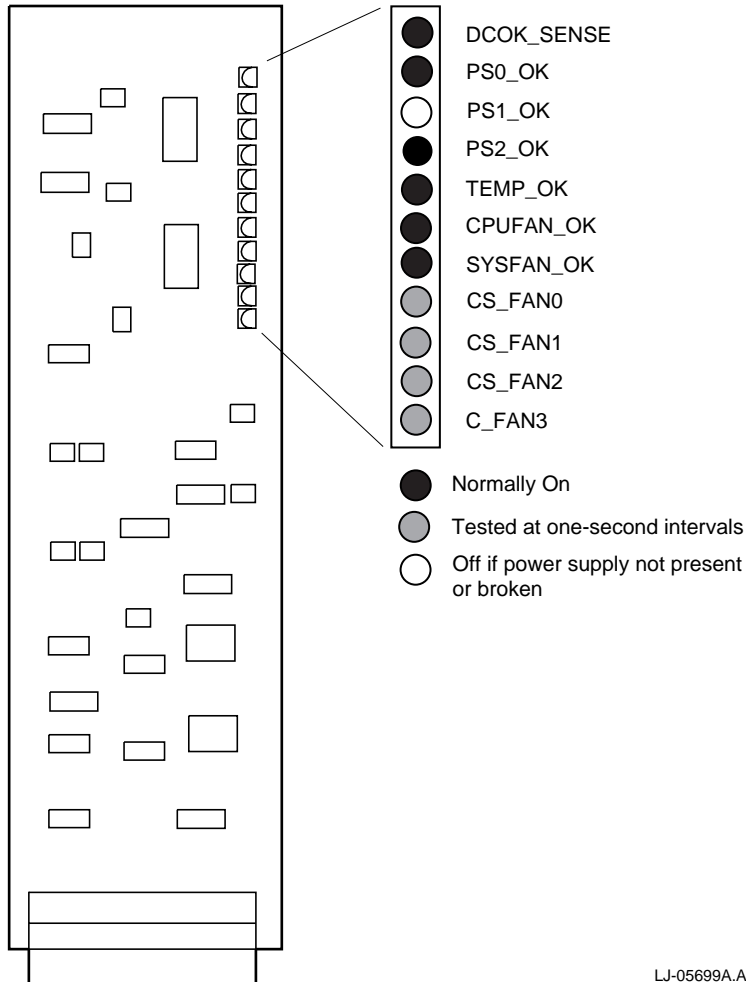 DCOK_SENSE
PS0_OK
PS1_OK
PS2_OK
TEMP_OK
CPUFAN_OK
SYSFAN_OK
CS_FAN0
CS_FAN1
CS_FAN2
C_FAN3
Normally On
Tested at one-second intervals
Off if power supply not present
or broken
LJ-05699A.AI